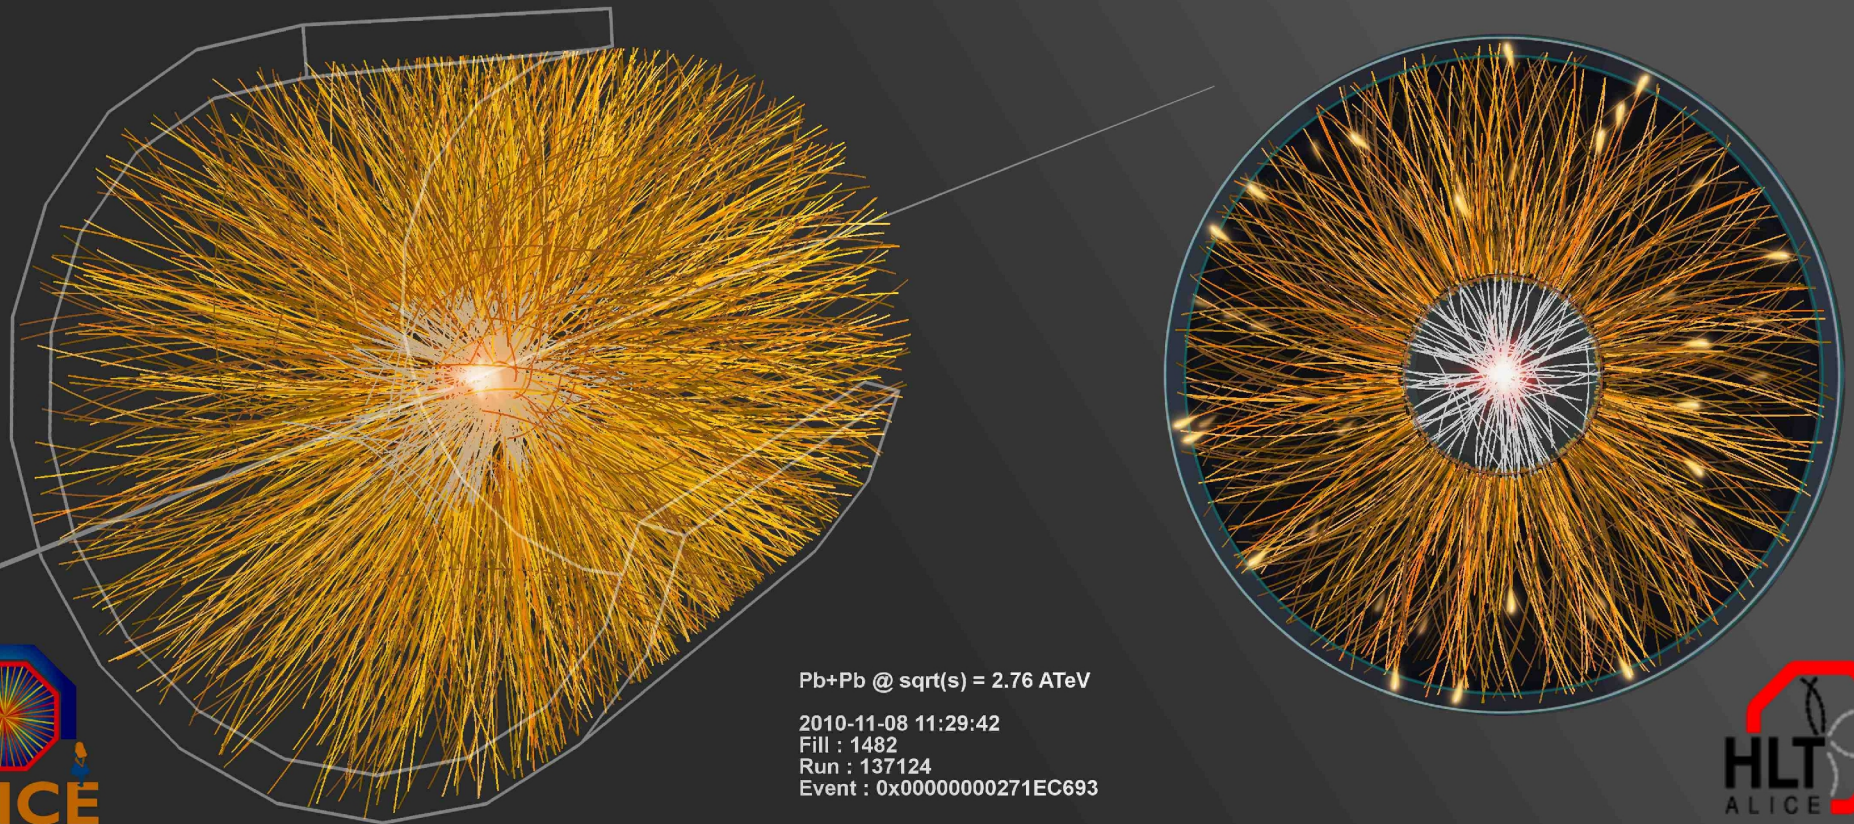 Pb+Pb @ sqrt(s) = 2.76 ATeV
2010-11-08 11:29:42
Fill : 1482
Run : 137124
Event : 0x00000000271EC693
ICE
HLT
ALICE